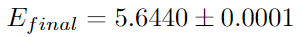 E_{final} = 5.6440 ± 0.0001